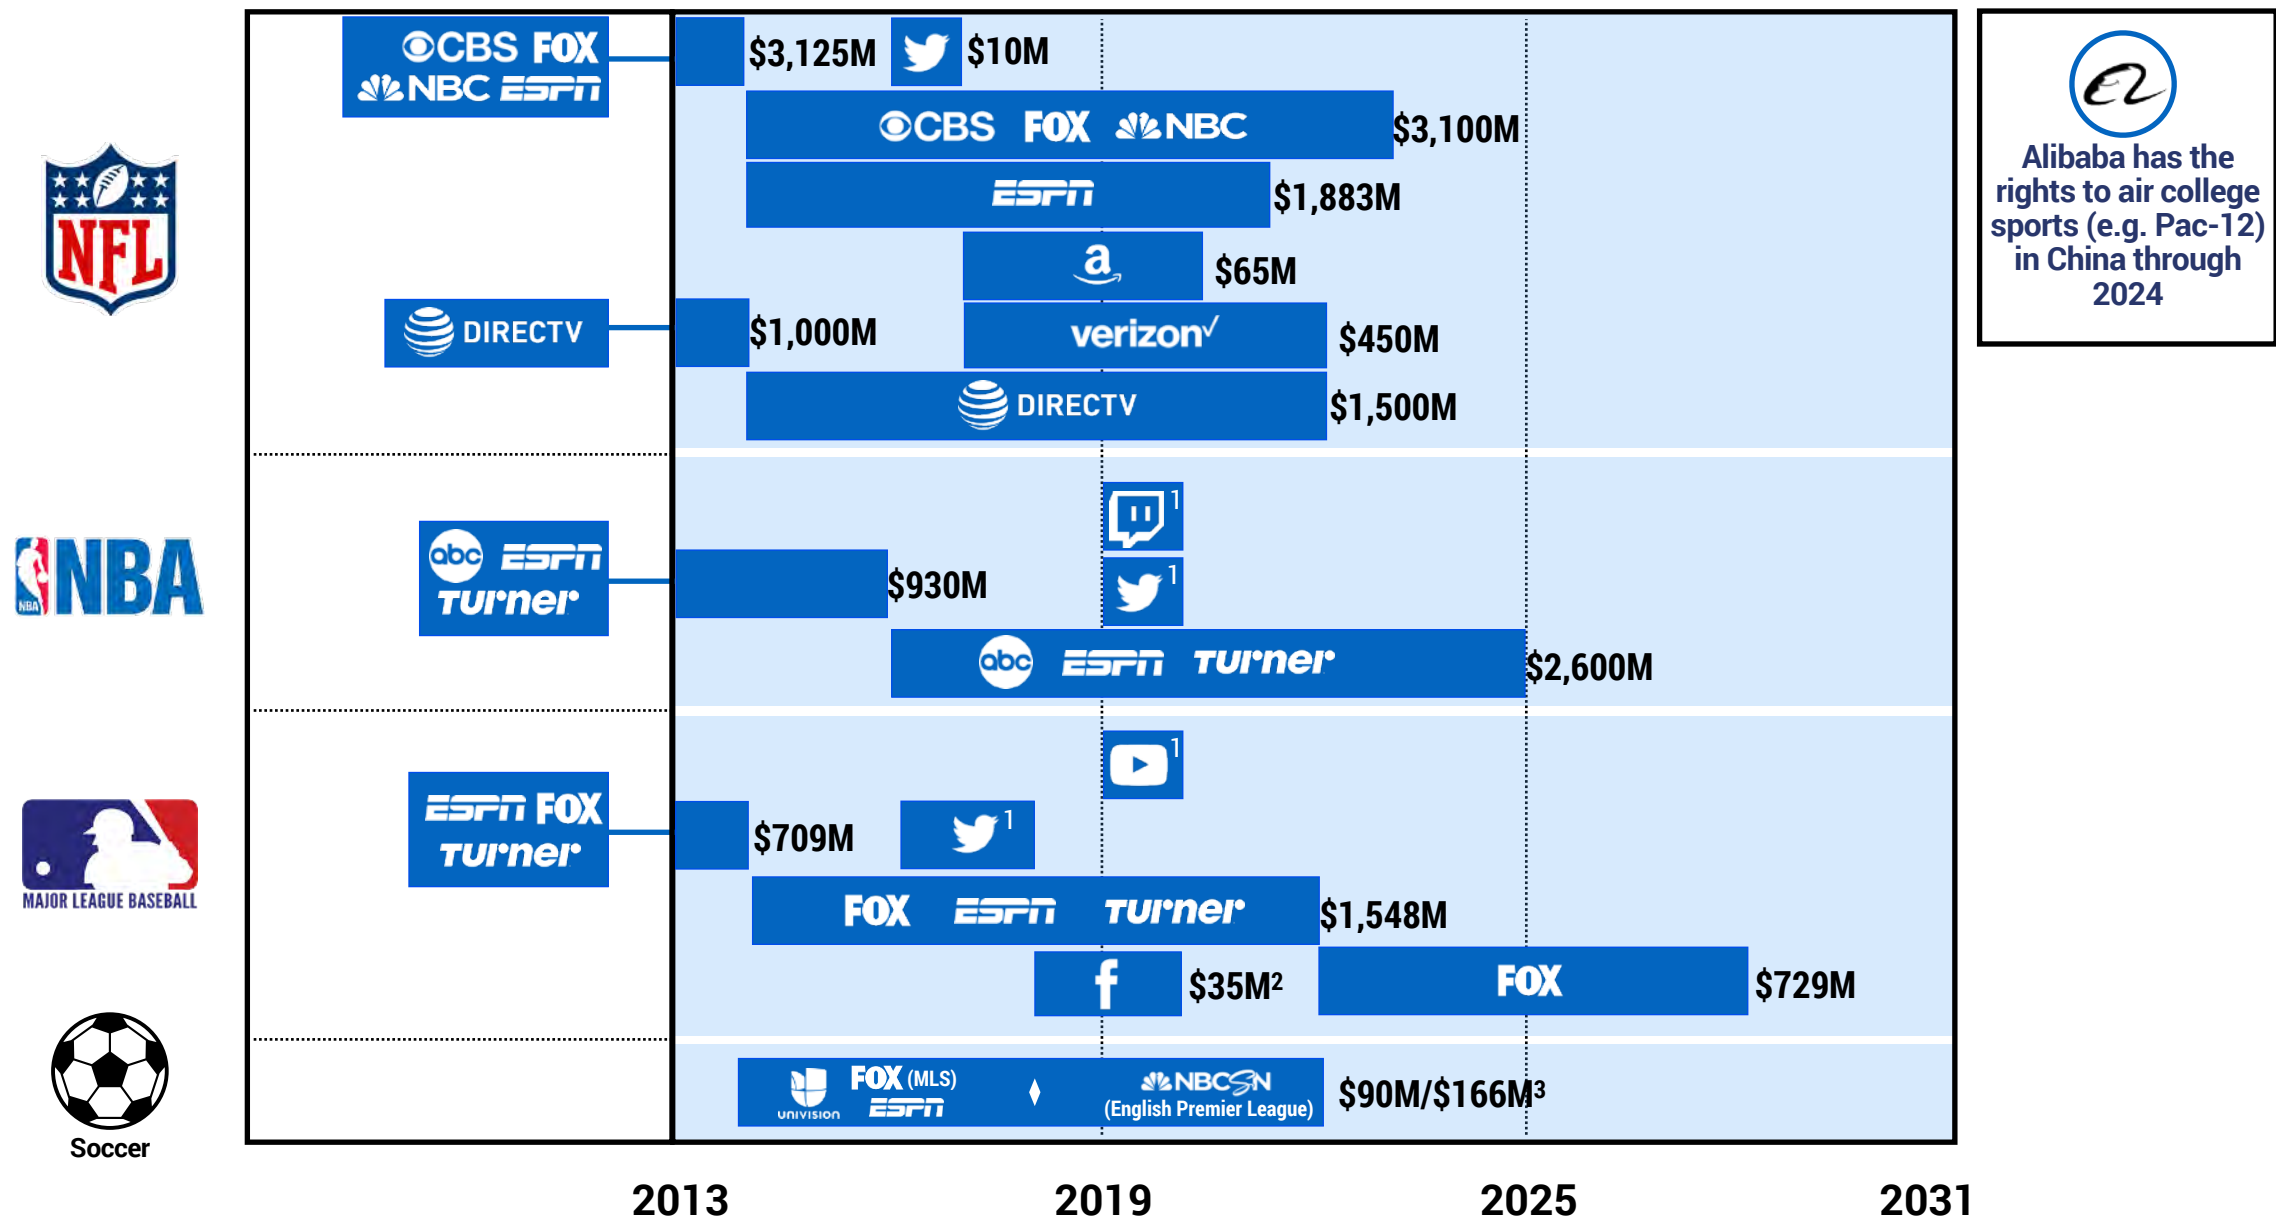 CBS FOX
NBC ESPN
$3,125M
$10M
CBS FOX NBC
$3,100M
ESPN
$1,883M
a
$65M
DIRECTV
$1,000M
verizon✓
$450M
DIRECTV
$1,500M
NFL
Alibaba has the
rights to air college
sports (e.g. Pac-12)
in China through
2024
1
abc ESPN
Turner
$930M
1
abc ESPN Turner
$2,600M
NBA
NBA
1
ESPN FOX
Turner
$709M
1
FOX ESPN Turner
$1,548M
f
$35M²
FOX
$729M
MAJOR LEAGUE BASEBALL
UNIVISION
FOX (MLS)
ESPN
NBCSN
(English Premier League)
$90M/$166M³
Soccer
2013
2019
2025
2031